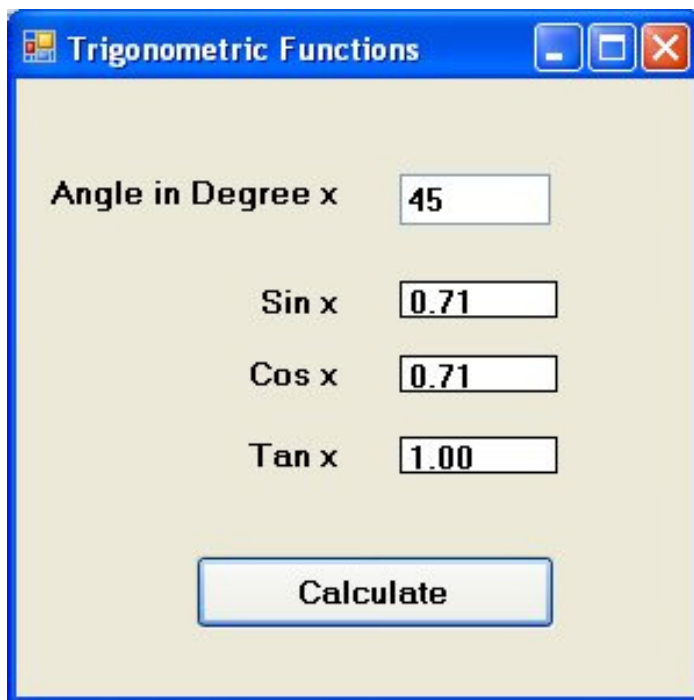 Trigonometric Functions
Angle in Degree x 45
Sin x 0.71
Cos x 0.71
Tan x 1.00
Calculate